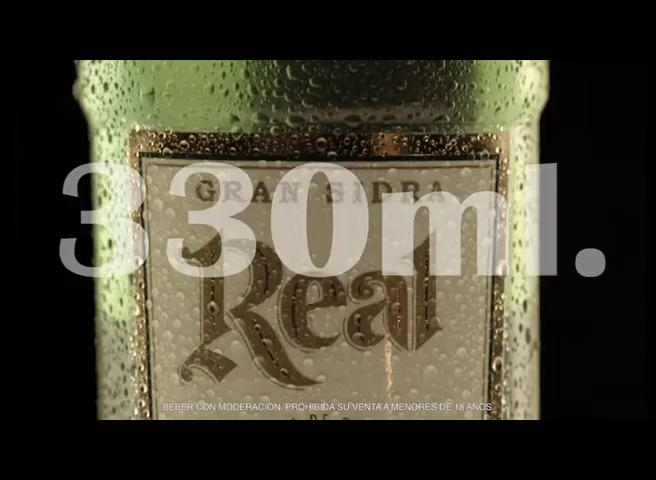 GRAN SIDRA
330ml.
Real
BEBER CON MODERACION. PROHIBIDA SU VENTA A MENORES DE 18 AÑOS.